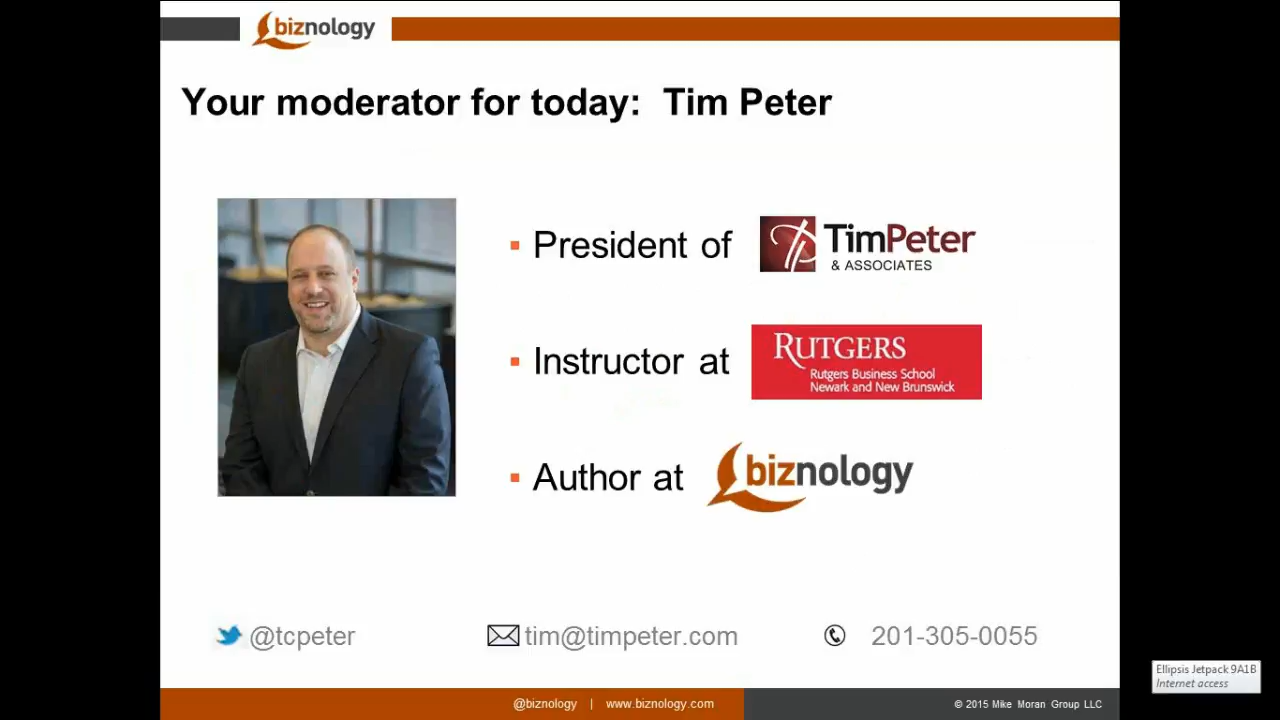 biznology
Your moderator for today: Tim Peter
President of
TimPeter
& ASSOCIATES
Instructor at
RUTGERS
Rutgers Business School
Newark and New Brunswick
Author at
biznology
@tcpeter
tim@timpeter.com
201-305-0055
Ellipsis Jetpack 9A1B
Internet access
@biznology | www.biznology.com
© 2015 Mike Moran Group LLC